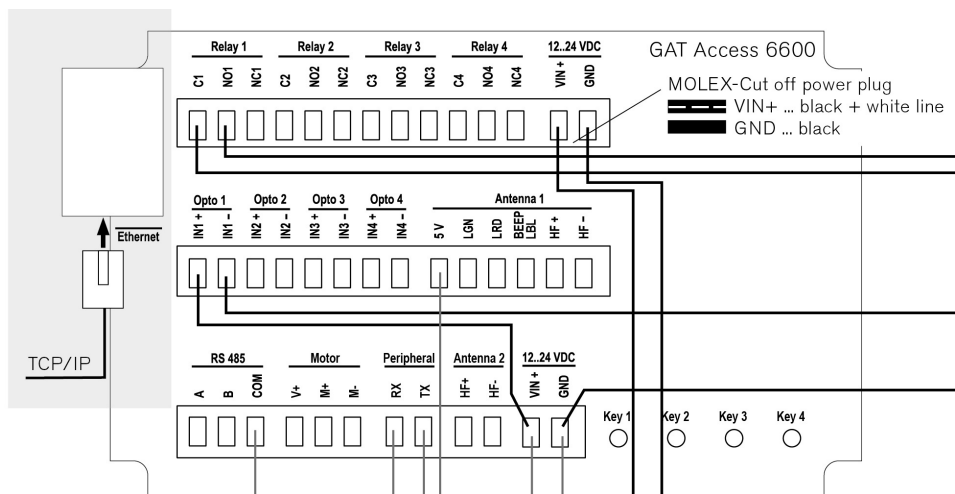 Relay 1 Relay 2 Relay 3 Relay 4 12..24 VDC
C1 NO1 NC1 C2 NO2 NC2 C3 NO3 NC3 C4 NO4 NC4 VIN + GND
GAT Access 6600
MOLEX-Cut off power plug
VIN+ ... black + white line
GND ... black
Opto 1 Opto 2 Opto 3 Opto 4 Antenna 1
IN1 + IN1 – IN2 + IN2 – IN3 + IN3 – IN4 + IN4 – 5 V LGN LRD BEEP LBL HF + HF –
Ethernet
TCP/IP
RS 485 Motor Peripheral Antenna 2 12..24 VDC
A B COM V+ M+ M- RX TX HF+ HF- VIN + GND
Key 1 Key 2 Key 3 Key 4